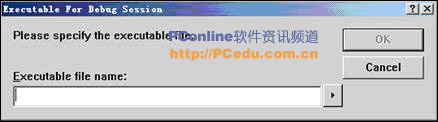 Executable For Debug Session
Please specify the executable file.
PConline软件资讯频道
http://PCedu.com.cn
OK
Cancel
Executable file name: